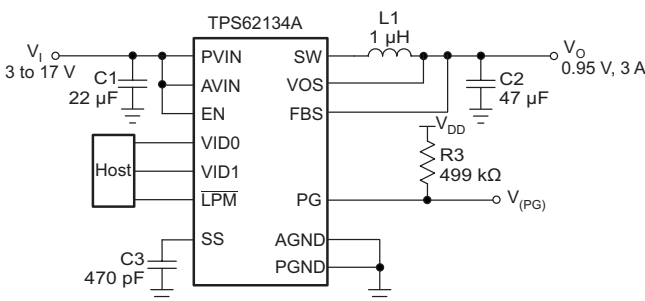 TPS62134A
V_I
3 to 17 V
C1
22 µF
PVIN
AVIN
EN
VID0
VID1
LPM
SS
Host
C3
470 pF
SW
VOS
FBS
PG
AGND
PGND
L1
1 µH
C2
47 µF
V_O
0.95 V, 3 A
V_DD
R3
499 kΩ
V_(PG)